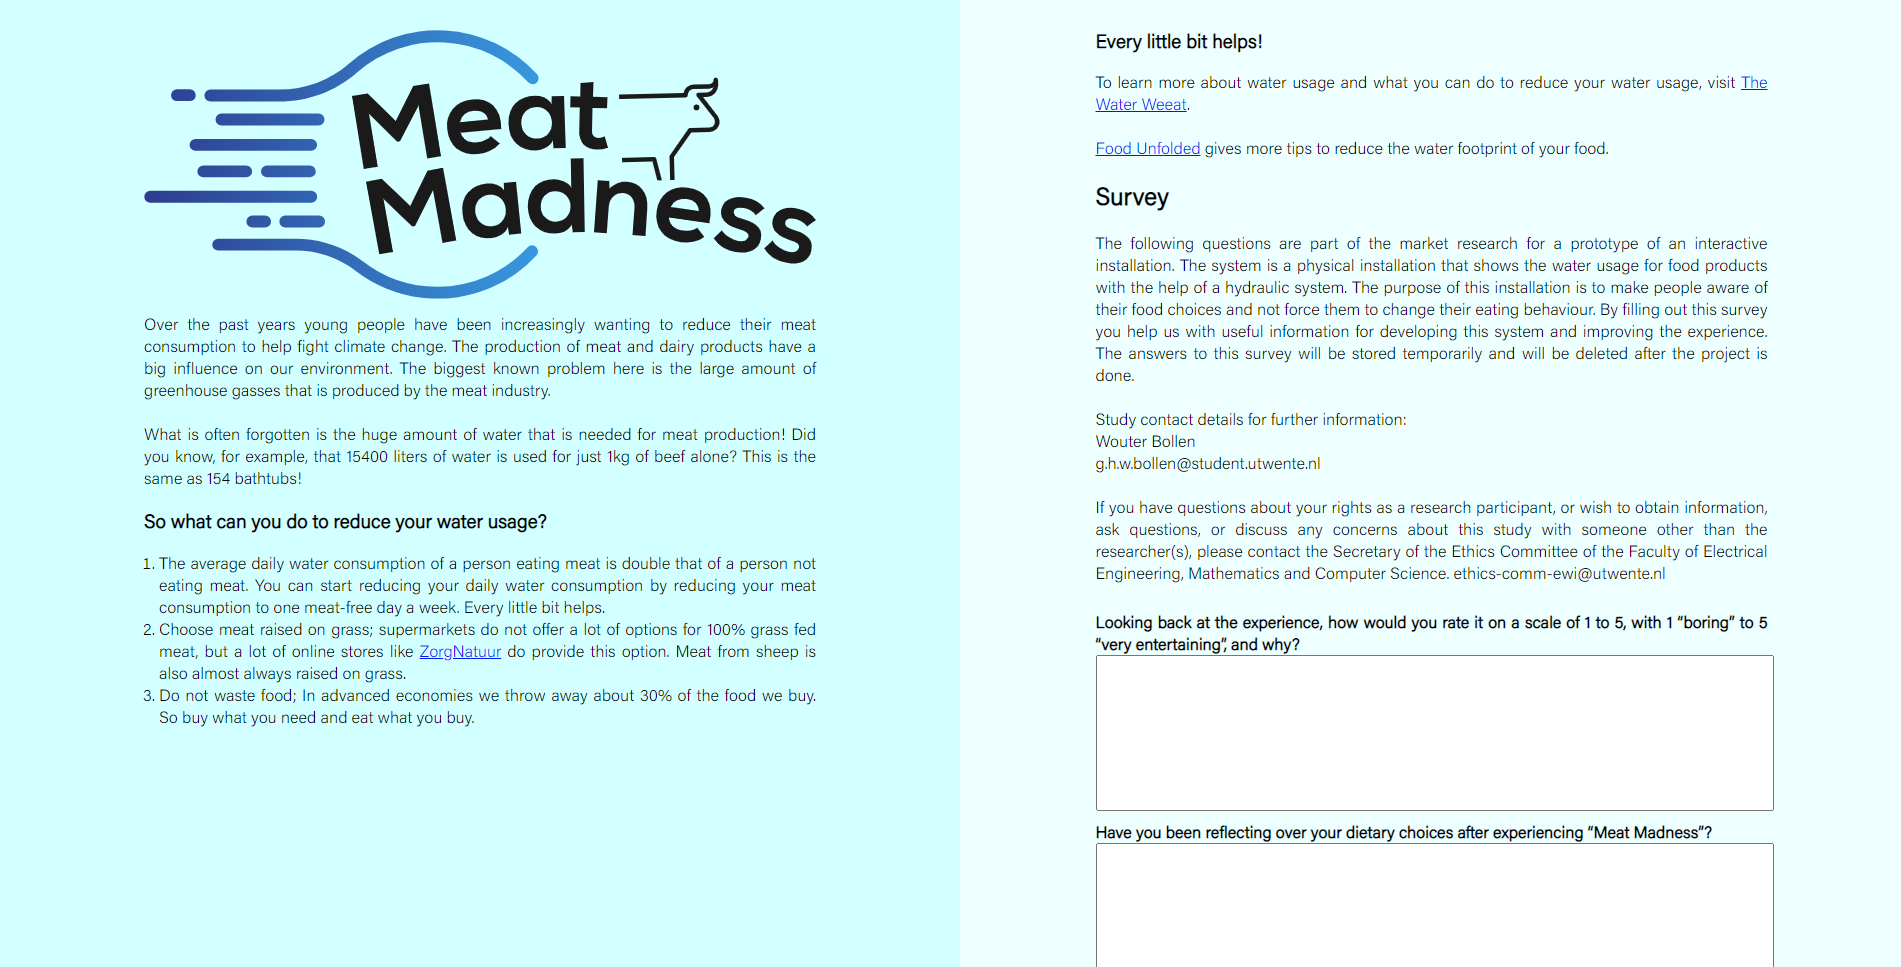 Meat
Madness
Over the past years young people have been increasingly wanting to reduce their meat
consumption to help fight climate change. The production of meat and dairy products have a
big influence on our environment. The biggest known problem here is the large amount of
greenhouse gasses that is produced by the meat industry.
What is often forgotten is the huge amount of water that is needed for meat production! Did
you know, for example, that 15400 liters of water is used for just 1kg of beef alone? This is the
same as 154 bathtubs!
So what can you do to reduce your water usage?
1. The average daily water consumption of a person eating meat is double that of a person not
eating meat. You can start reducing your daily water consumption by reducing your meat
consumption to one meat-free day a week. Every little bit helps.
2. Choose meat raised on grass; supermarkets do not offer a lot of options for 100% grass fed
meat, but a lot of online stores like ZorgNatuur do provide this option. Meat from sheep is
also almost always raised on grass.
3. Do not waste food; In advanced economies we throw away about 30% of the food we buy.
So buy what you need and eat what you buy.
Every little bit helps!
To learn more about water usage and what you can do to reduce your water usage, visit The
Water Weeat.
Food Unfolded gives more tips to reduce the water footprint of your food.
Survey
The following questions are part of the market research for a prototype of an interactive
installation. The system is a physical installation that shows the water usage for food products
with the help of a hydraulic system. The purpose of this installation is to make people aware of
their food choices and not force them to change their eating behaviour. By filling out this survey
you help us with useful information for developing this system and improving the experience.
The answers to this survey will be stored temporarily and will be deleted after the project is
done.
Study contact details for further information:
Wouter Bollen
g.h.w.bollen@student.utwente.nl
If you have questions about your rights as a research participant, or wish to obtain information,
ask questions, or discuss any concerns about this study with someone other than the
researcher(s), please contact the Secretary of the Ethics Committee of the Faculty of Electrical
Engineering, Mathematics and Computer Science. ethics-comm-ewi@utwente.nl
Looking back at the experience, how would you rate it on a scale of 1 to 5, with 1 “boring” to 5
“very entertaining”, and why?
Have you been reflecting over your dietary choices after experiencing “Meat Madness”?